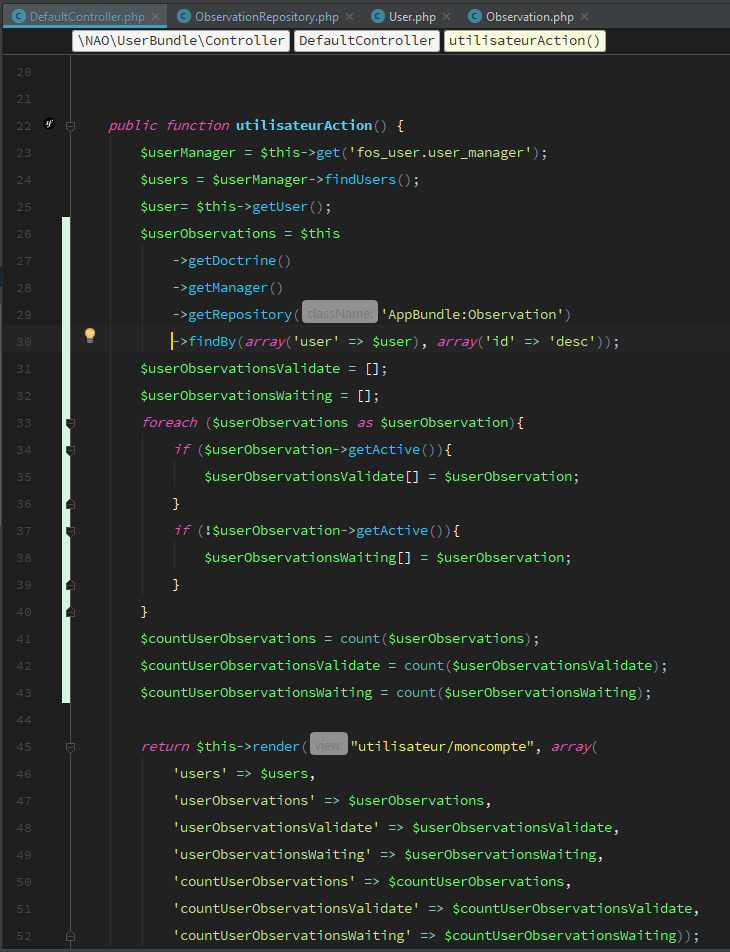 DefaultController.php × ObservationRepository.php × User.php × Observation.php ×
\NAO\UserBundle\Controller DefaultController utilisateurAction()
20
21
22 public function utilisateurAction() {
23 $userManager = $this->get('fos_user.user_manager');
24 $users = $userManager->findUsers();
25 $user= $this->getUser();
26 $userObservations = $this
27 ->getDoctrine()
28 ->getManager()
29 ->getRepository( className: 'AppBundle:Observation')
30 ->findBy(array('user' => $user), array('id' => 'desc'));
31 $userObservationsValidate = [];
32 $userObservationsWaiting = [];
33 foreach ($userObservations as $userObservation){
34 if ($userObservation->getActive()){
35 $userObservationsValidate[] = $userObservation;
36 }
37 if (!$userObservation->getActive()){
38 $userObservationsWaiting[] = $userObservation;
39 }
40 }
41 $countUserObservations = count($userObservations);
42 $countUserObservationsValidate = count($userObservationsValidate);
43 $countUserObservationsWaiting = count($userObservationsWaiting);
44
45 return $this->render( view: "utilisateur/moncompte", array(
46 'users' => $users,
47 'userObservations' => $userObservations,
48 'userObservationsValidate' => $userObservationsValidate,
49 'userObservationsWaiting' => $userObservationsWaiting,
50 'countUserObservations' => $countUserObservations,
51 'countUserObservationsValidate' => $countUserObservationsValidate,
52 'countUserObservationsWaiting' => $countUserObservationsWaiting));